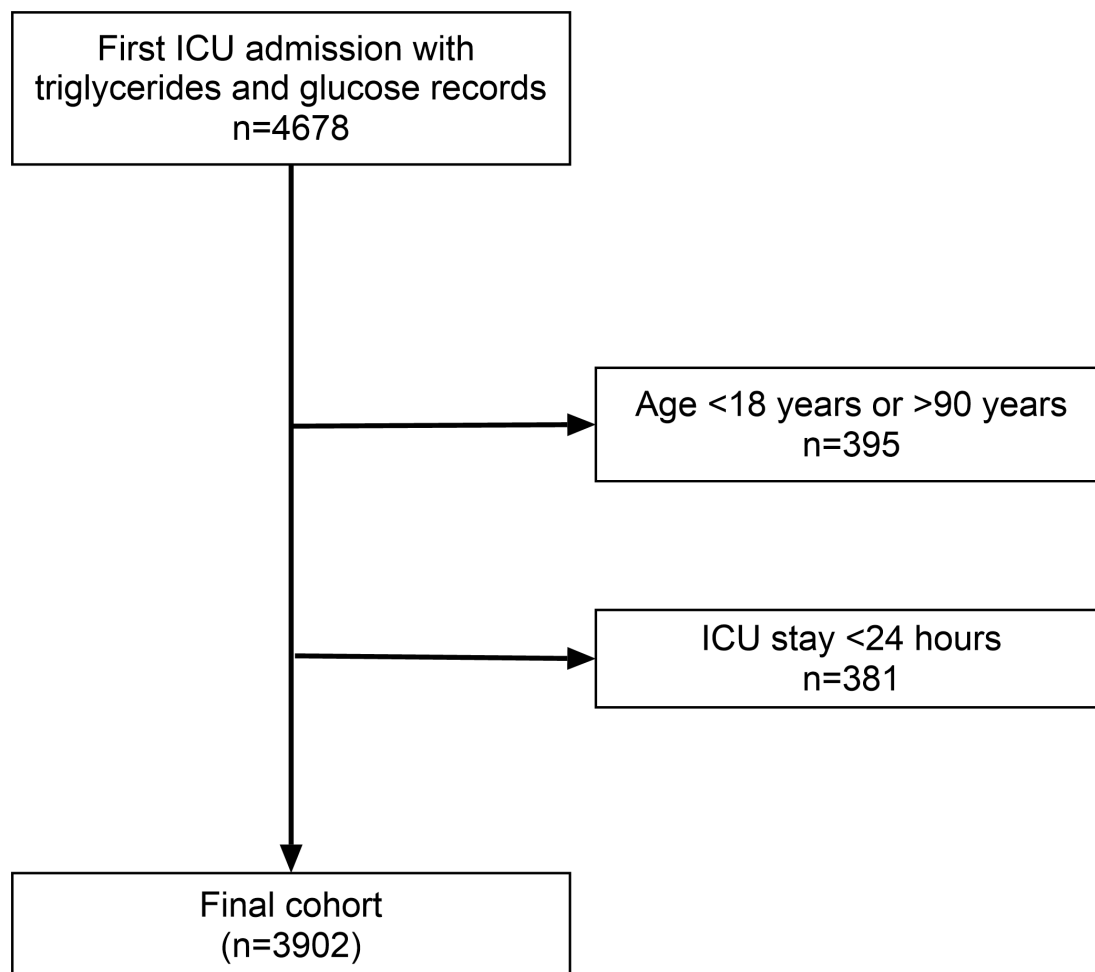 First ICU admission with
triglycerides and glucose records
n=4678
Age <18 years or >90 years
n=395
ICU stay <24 hours
n=381
Final cohort
(n=3902)